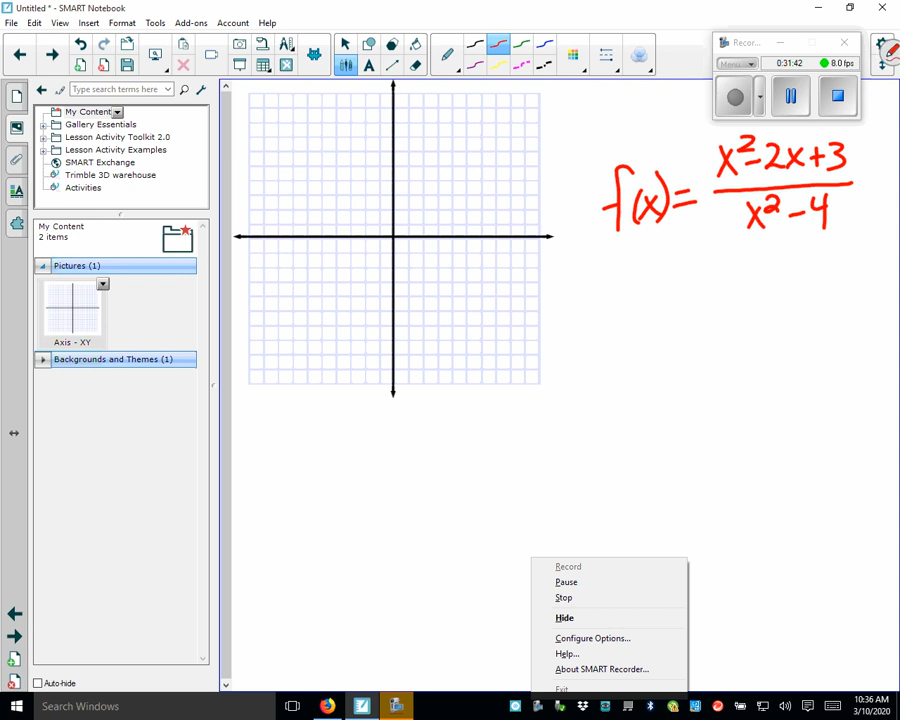 Untitled * - SMART Notebook
File Edit View Insert Format Tools Add-ons Account Help
Recor...
Menu
0:31:42 8.0 fps
Type search terms here
My Content
Gallery Essentials
Lesson Activity Toolkit 2.0
Lesson Activity Examples
SMART Exchange
Trimble 3D warehouse
Activities
My Content
2 items
Pictures (1)
Axis - XY
Backgrounds and Themes (1)
Auto-hide
f(x) = (x² - 2x + 3) / (x² - 4)
Record
Pause
Stop
Hide
Configure Options...
Help...
About SMART Recorder...
Exit
Search Windows
10:36 AM
3/10/2020